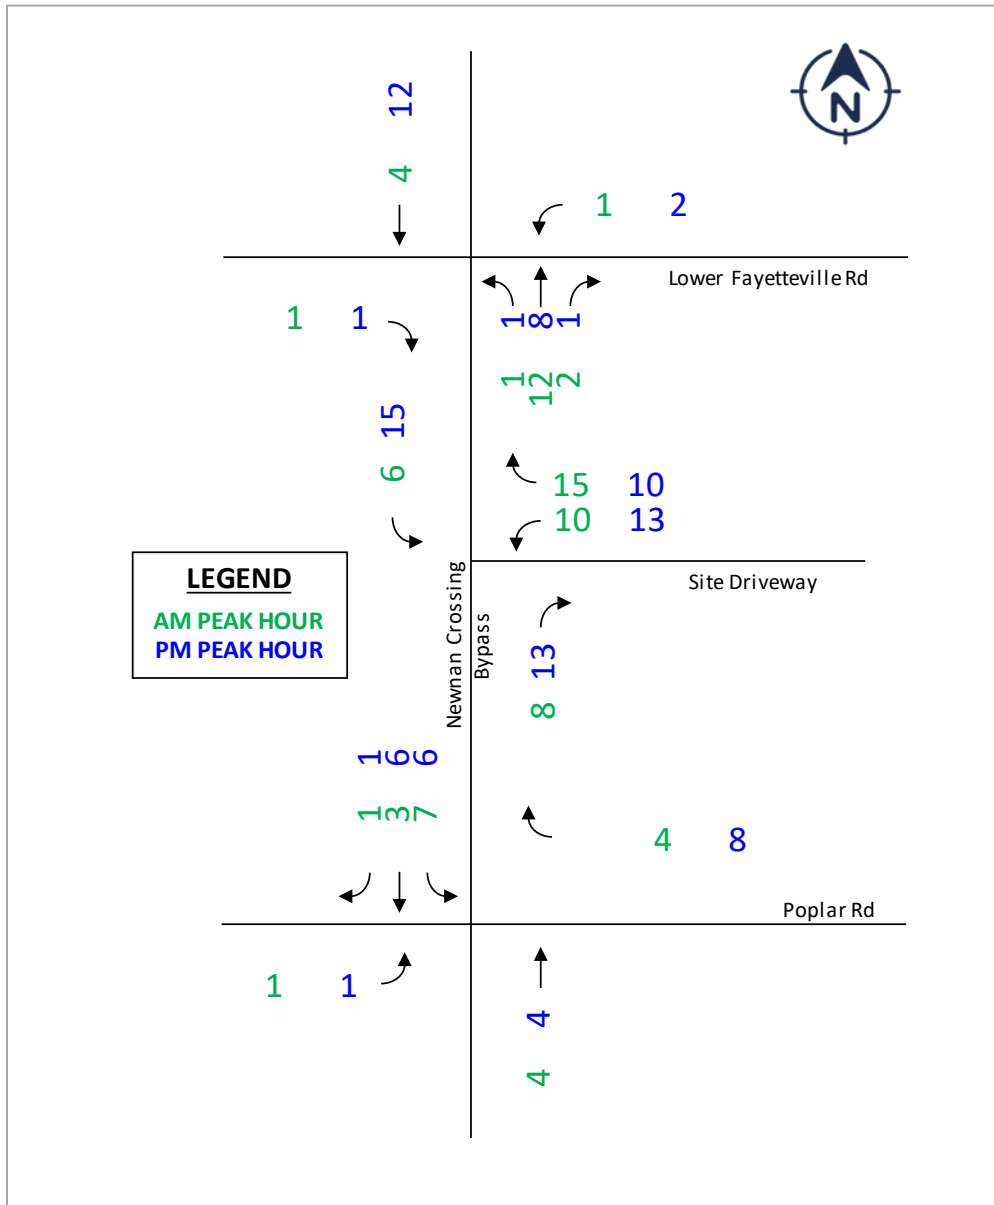 12
4
N
1 2
Lower Fayetteville Rd
1 1
1 8 1
1 12 2
15
6
15 10
10 13
LEGEND
AM PEAK HOUR
PM PEAK HOUR
Site Driveway
Newnan Crossing
Bypass
13
8
1 6 6
1 3 7
4 8
Poplar Rd
1 1
4
4